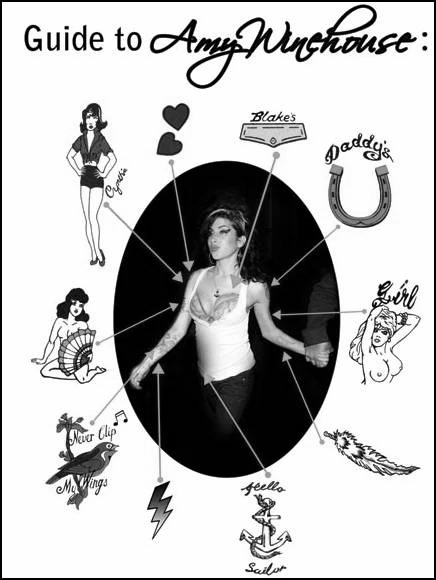 Guide to Amy Winehouse:
Blake's
Daddy's
Cynthia
Girl
Never Clip
My Wings
Hello
Sailor